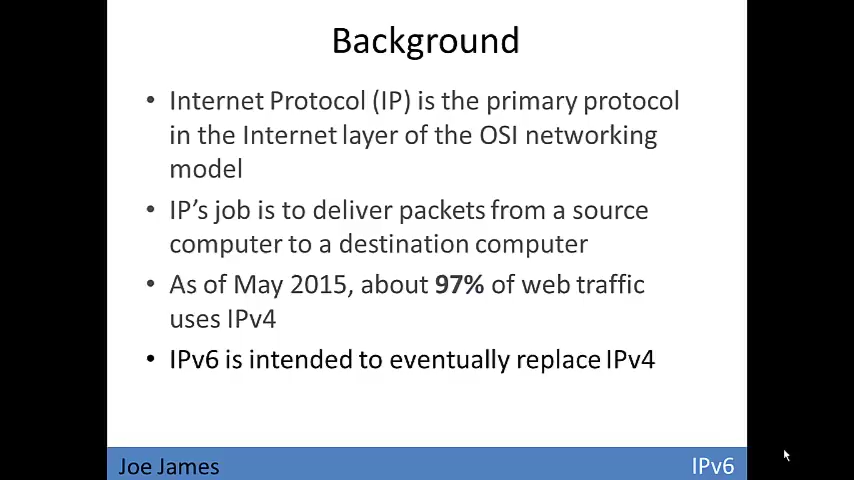 Background
• Internet Protocol (IP) is the primary protocol
in the Internet layer of the OSI networking
model
• IP's job is to deliver packets from a source
computer to a destination computer
• As of May 2015, about 97% of web traffic
uses IPv4
• IPv6 is intended to eventually replace IPv4
Joe James
IPv6